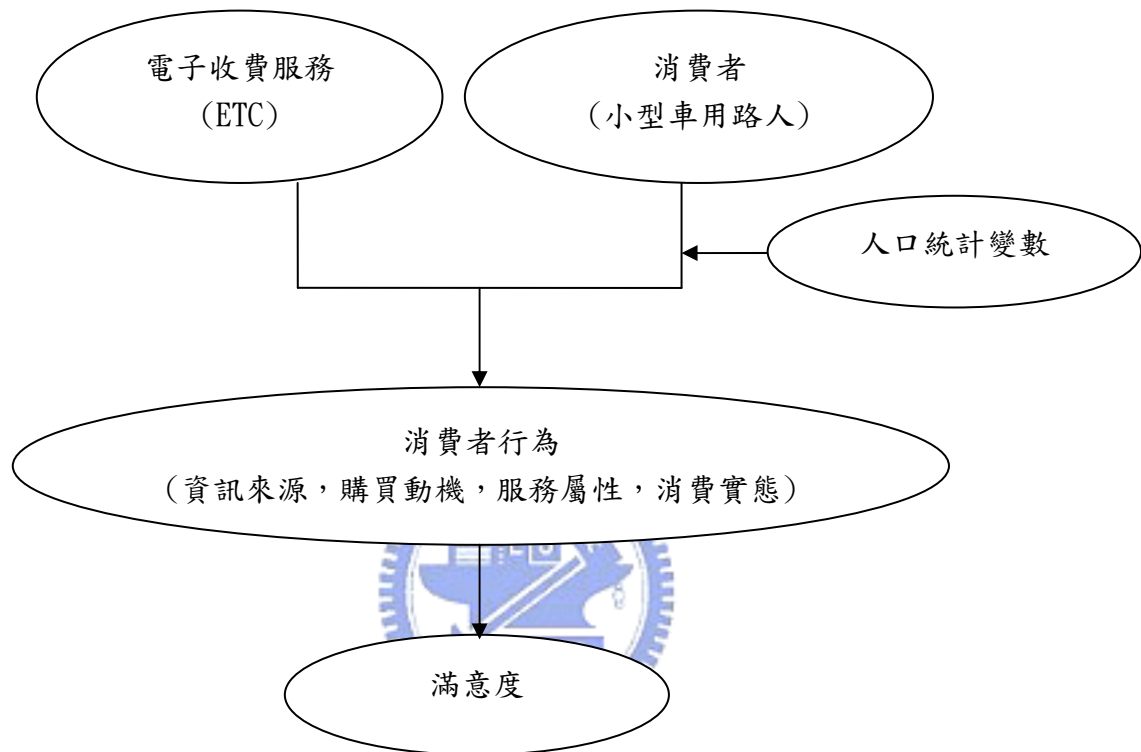 電子收費服務
(ETC)
消費者
(小型車用路人)
人口統計變數
消費者行為
(資訊來源，購買動機，服務屬性，消費實態)
滿意度